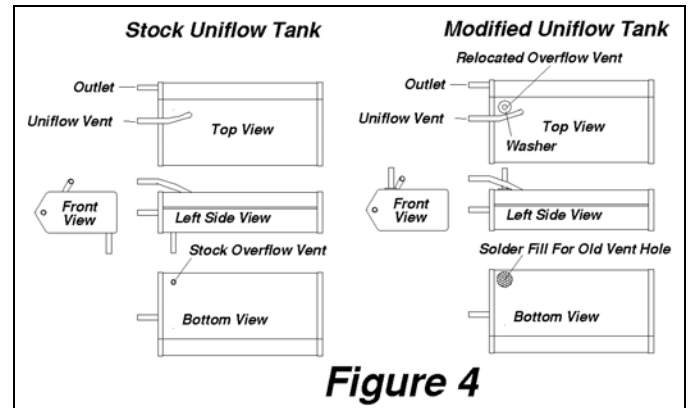 Stock Uniflow Tank
Outlet
Uniflow Vent
Top View
Front
View
Left Side View
Stock Overflow Vent
Bottom View
Modified Uniflow Tank
Relocated Overflow Vent
Outlet
Uniflow Vent
Top View
Washer
Front
View
Left Side View
Solder Fill For Old Vent Hole
Bottom View
Figure 4